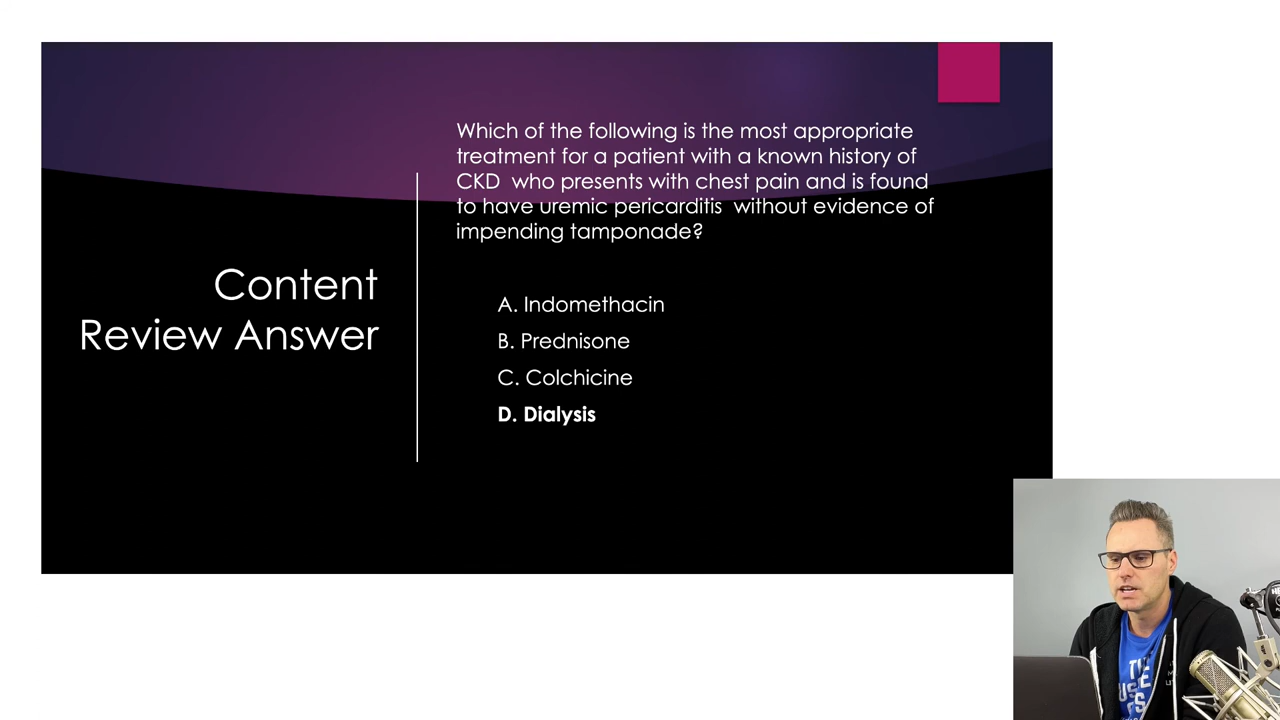 Which of the following is the most appropriate
treatment for a patient with a known history of
CKD  who presents with chest pain and is found
to have uremic pericarditis  without evidence of
impending tamponade?
Content
Review Answer
A. Indomethacin
B. Prednisone
C. Colchicine
D. Dialysis